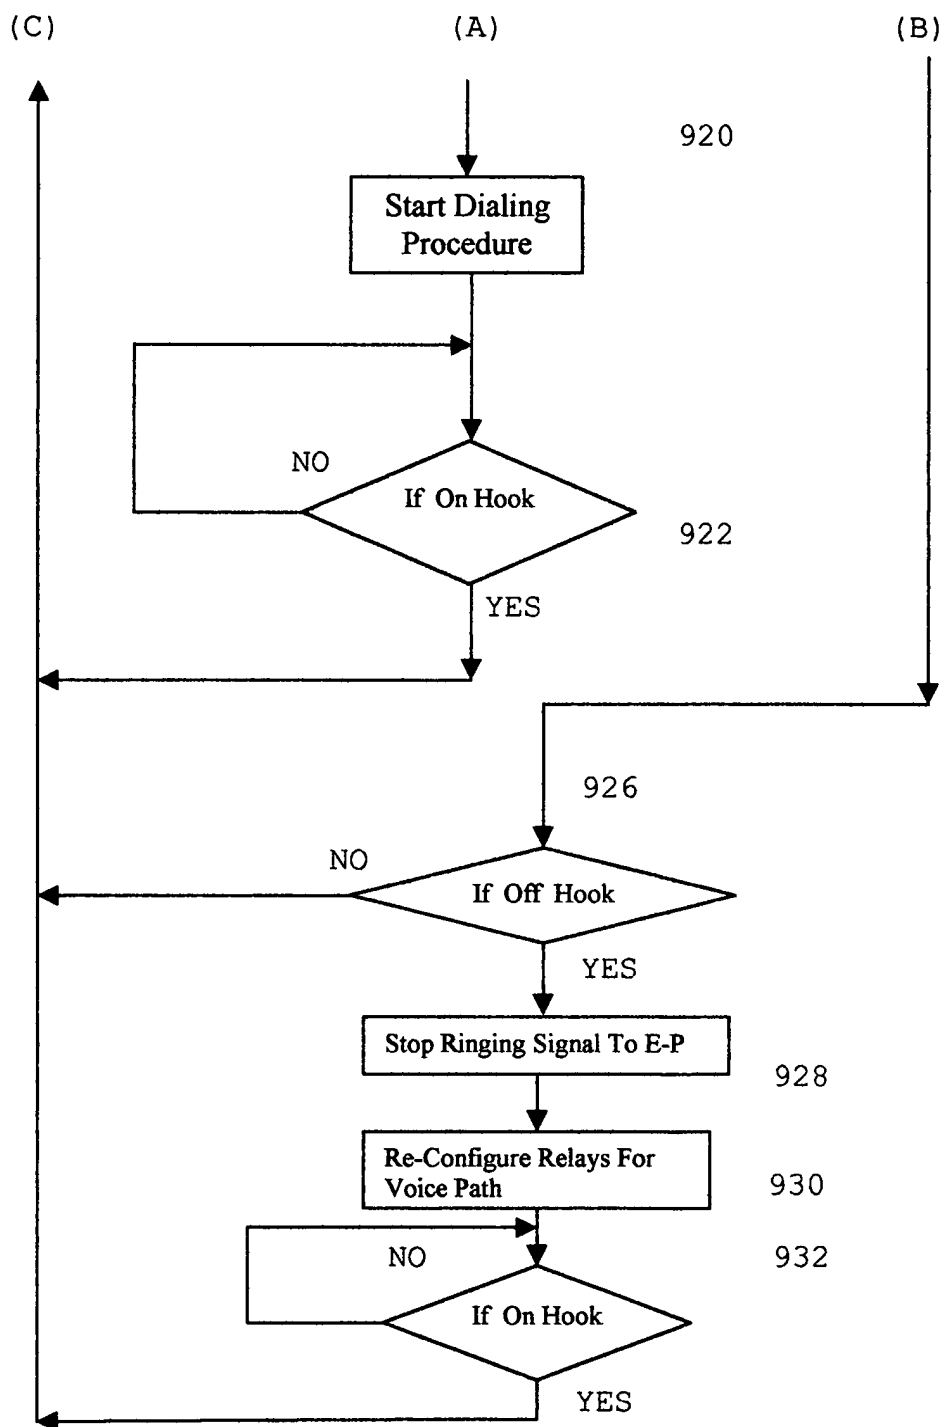 (C) (A) (B)
920
Start Dialing
Procedure
NO
If On Hook
922
YES
926
NO
If Off Hook
YES
Stop Ringing Signal To E-P
928
Re-Configure Relays For
Voice Path
930
NO
932
If On Hook
YES